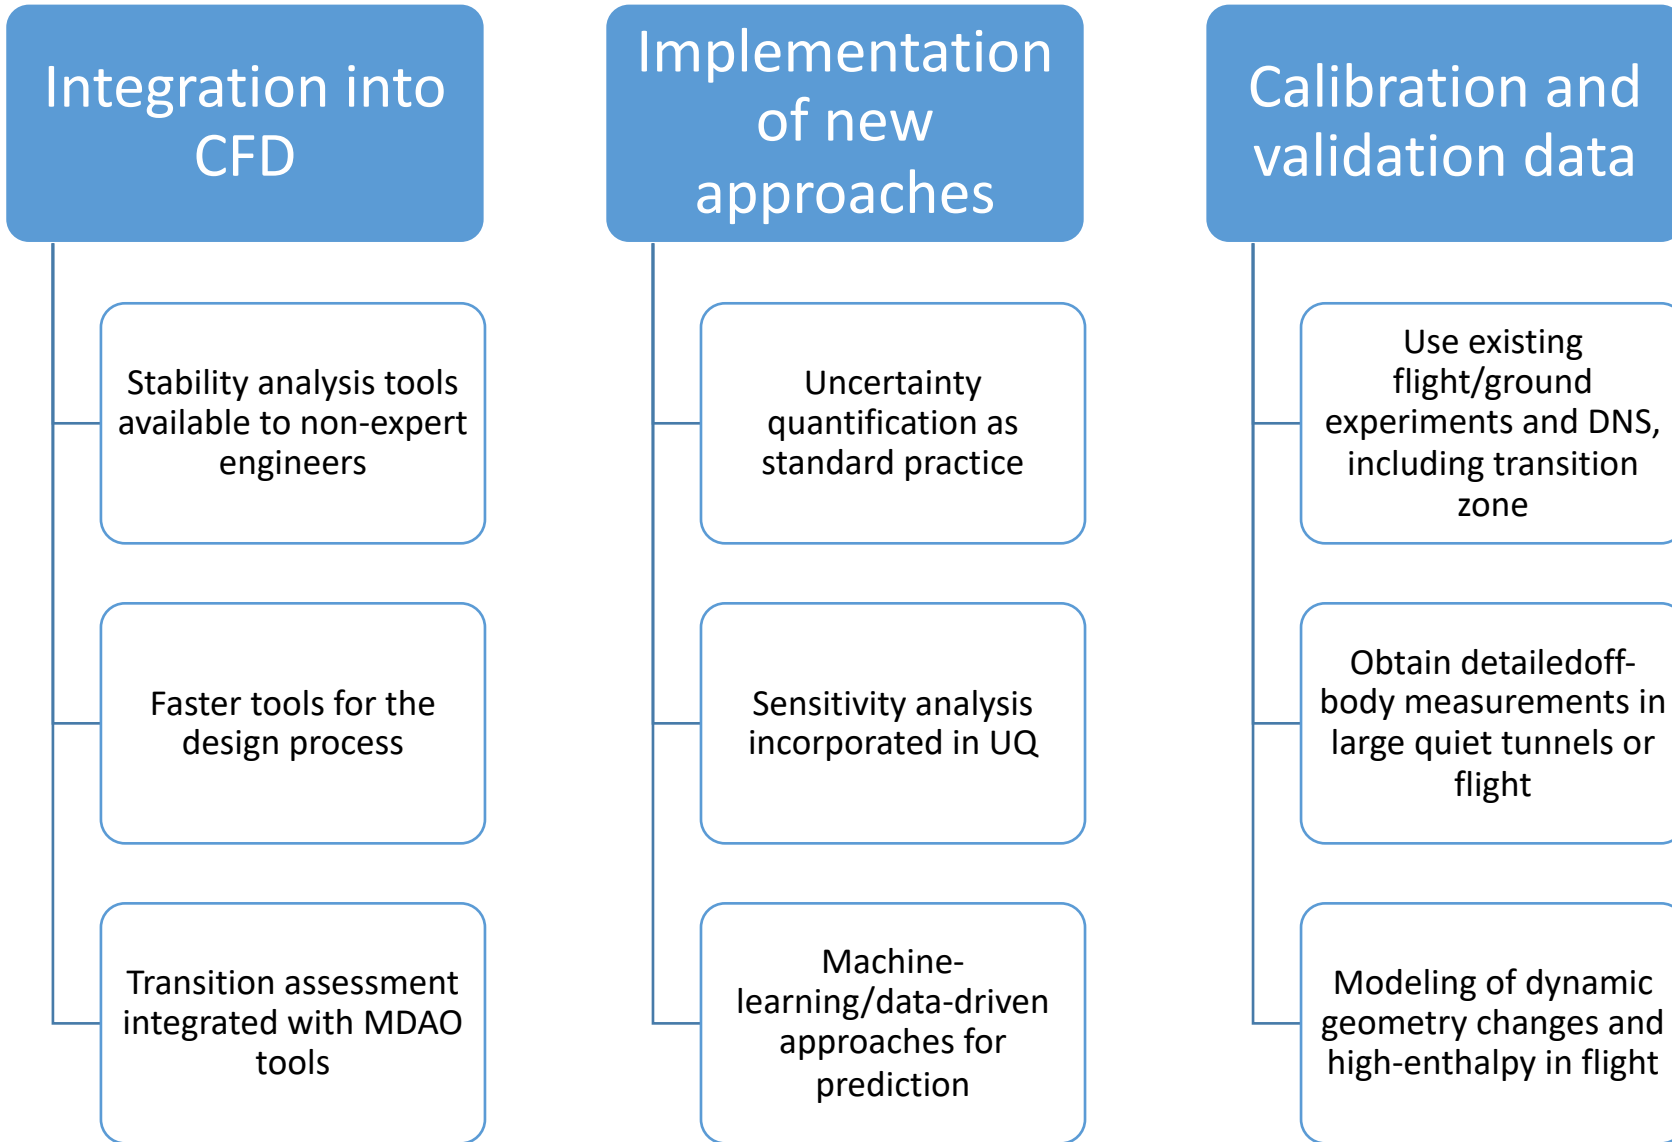 Integration into
CFD
Stability analysis tools
available to non-expert
engineers
Faster tools for the
design process
Transition assessment
integrated with MDAO
tools
Implementation
of new
approaches
Uncertainty
quantification as
standard practice
Sensitivity analysis
incorporated in UQ
Machine-
learning/data-driven
approaches for
prediction
Calibration and
validation data
Use existing
flight/ground
experiments and DNS,
including transition
zone
Obtain detailedoff-
body measurements in
large quiet tunnels or
flight
Modeling of dynamic
geometry changes and
high-enthalpy in flight